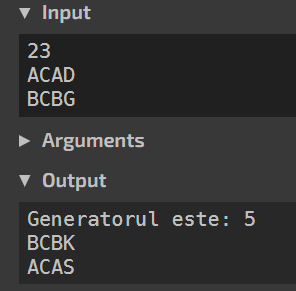 ▼ Input
23
ACAD
BCBG
▶ Arguments
▼ Output
Generatorul este: 5
BCBK
ACAS